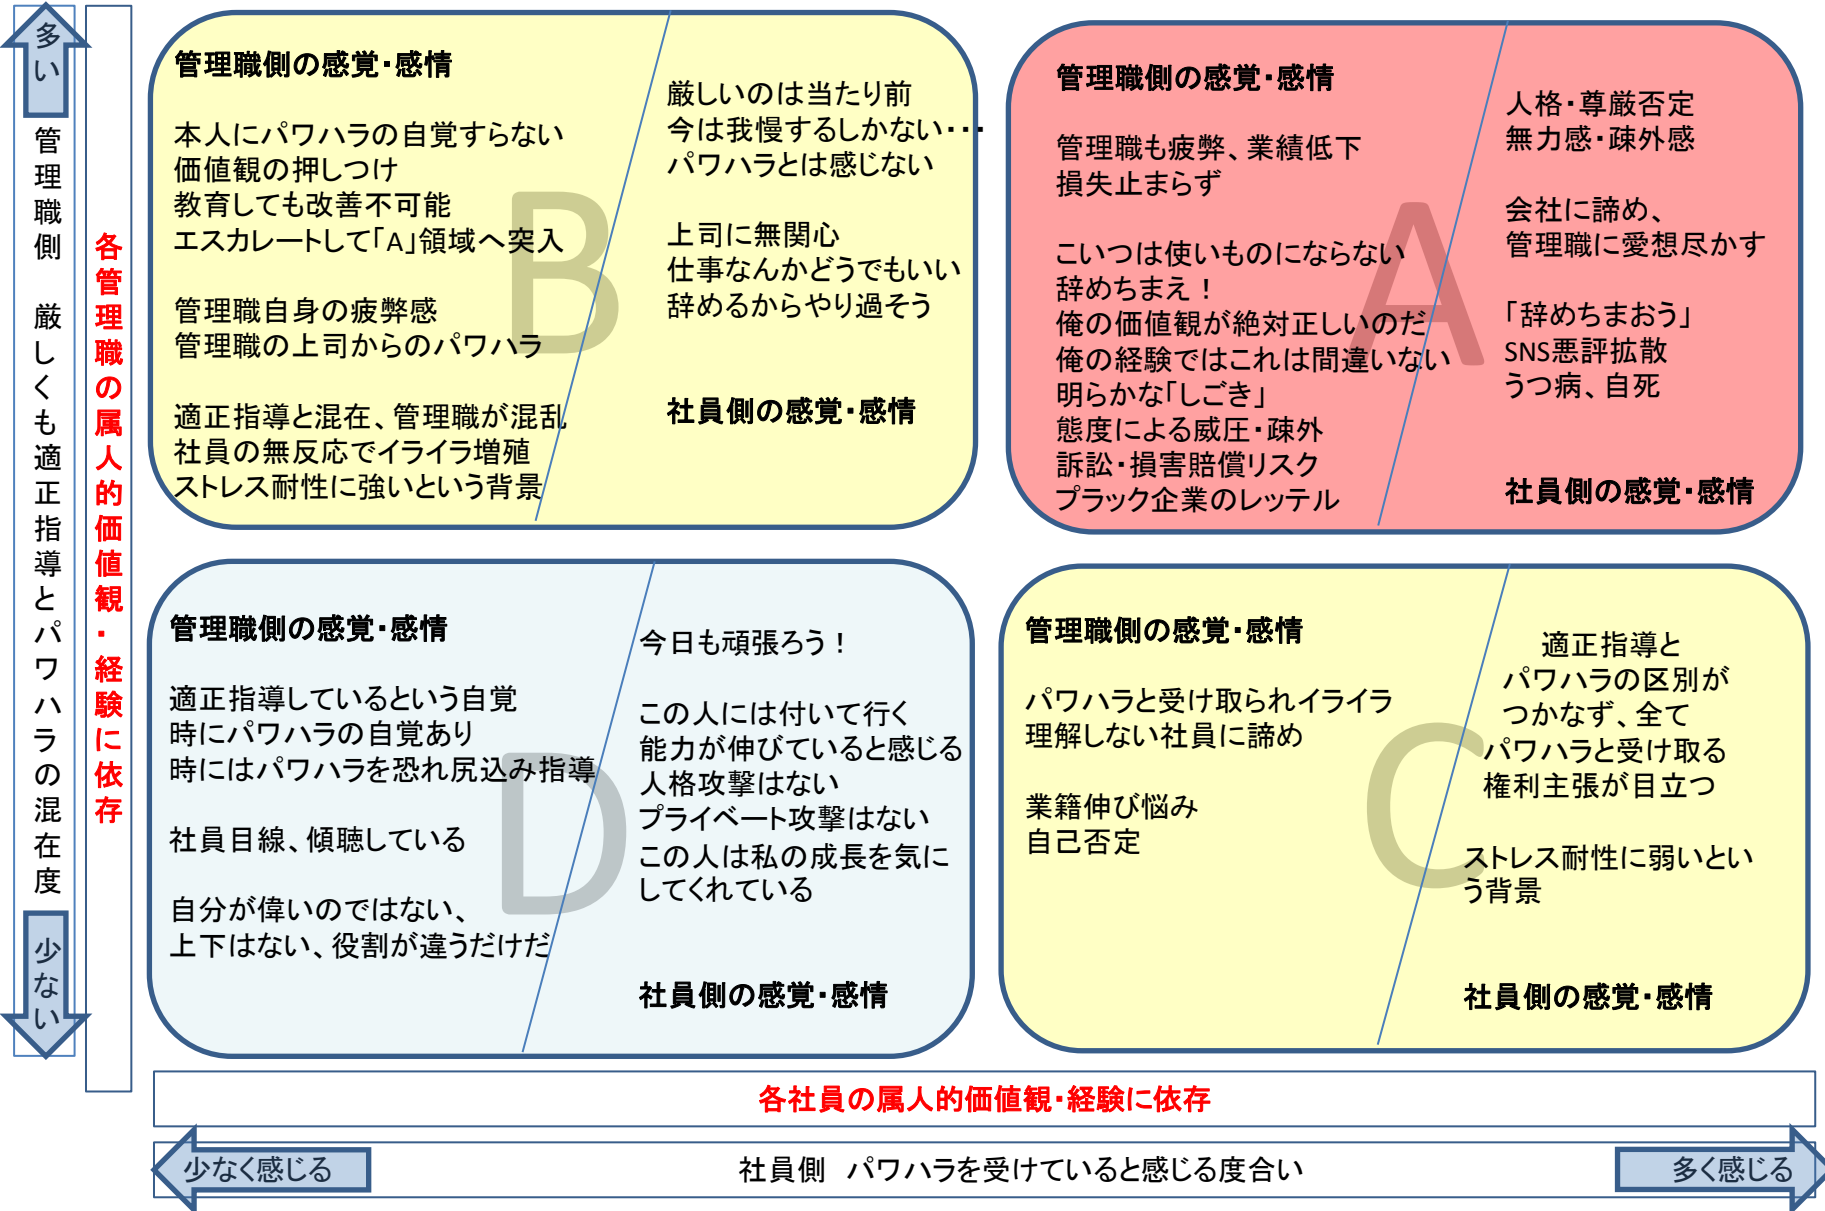 多い
管理職側 厳しくも適正指導とパワハラの混在度
少ない
各管理職の属人的価値観・経験に依存
管理職側の感覚・感情
本人にパワハラの自覚すらない
価値観の押しつけ
教育しても改善不可能
エスカレートして「A」領域へ突入
管理職自身の疲弊感
管理職の上司からのパワハラ
適正指導と混在、管理職が混乱
社員の無反応でイライラ増殖
ストレス耐性に強いという背景
B
厳しいのは当たり前
今は我慢するしかない・・・
パワハラとは感じない
上司に無関心
仕事なんかどうでもいい
辞めるからやり過そう
社員側の感覚・感情
管理職側の感覚・感情
管理職も疲弊、業績低下
損失止まらず
こいつは使いものにならない
辞めちまえ！
俺の価値観が絶対正しいのだ
俺の経験ではこれは間違いない
明らかな「しごき」
態度による威圧・疎外
訴訟・損害賠償リスク
ブラック企業のレッテル
A
人格・尊厳否定
無力感・疎外感
会社に諦め、
管理職に愛想尽かす
「辞めちまおう」
SNS悪評拡散
うつ病、自死
社員側の感覚・感情
管理職側の感覚・感情
適正指導しているという自覚
時にパワハラの自覚あり
時にはパワハラを恐れ尻込み指導
社員目線、傾聴している
自分が偉いのではない、
上下はない、役割が違うだけだ
D
今日も頑張ろう！
この人には付いて行く
能力が伸びていると感じる
人格攻撃はない
プライベート攻撃はない
この人は私の成長を気に
してくれている
社員側の感覚・感情
管理職側の感覚・感情
パワハラと受け取られイライラ
理解しない社員に諦め
業籍伸び悩み
自己否定
C
適正指導と
パワハラの区別が
つかなず、全て
パワハラと受け取る
権利主張が目立つ
ストレス耐性に弱いとい
う背景
社員側の感覚・感情
各社員の属人的価値観・経験に依存
少なく感じる
社員側 パワハラを受けていると感じる度合い
多く感じる